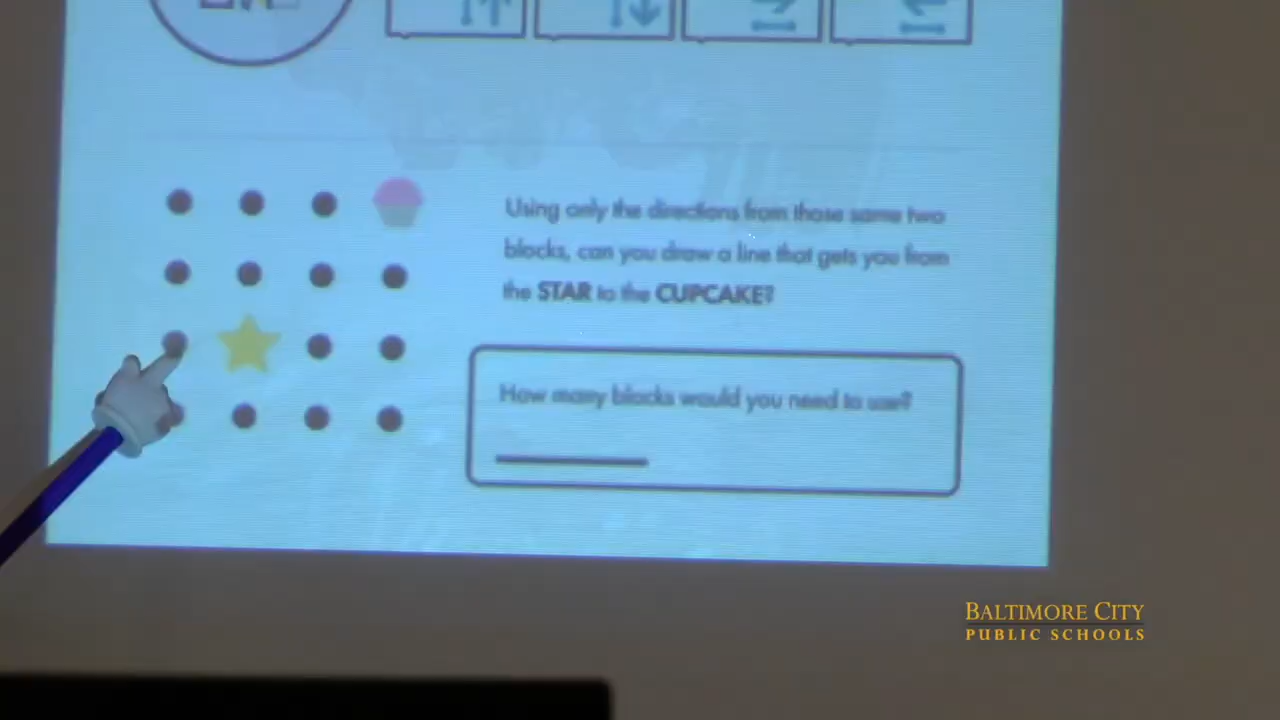 Using only the directions from those same two
blocks, can you draw a line that gets you from
the STAR to the CUPCAKE?
How many blocks would you need to use?
BALTIMORE CITY
PUBLIC SCHOOLS